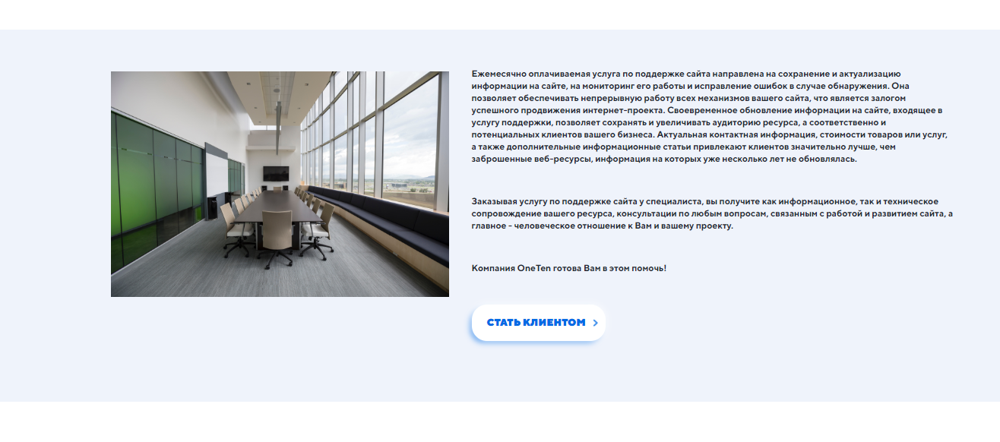 Ежемесячно оплачиваемая услуга по поддержке сайта направлена на сохранение и актуализацию
информации на сайте, на мониторинг его работы и исправление ошибок в случае обнаружения. Она
позволяет обеспечивать непрерывную работу всех механизмов вашего сайта, что является залогом
успешного продвижения интернет-проекта. Своевременное обновление информации на сайте, входящее в
услугу поддержки, позволяет сохранять и увеличивать аудиторию ресурса, а соответственно и
потенциальных клиентов вашего бизнеса. Актуальная контактная информация, стоимости товаров или услуг,
а также дополнительные информационные статьи привлекают клиентов значительно лучше, чем
заброшенные веб-ресурсы, информация на которых уже несколько лет не обновлялась.
Заказывая услугу по поддержке сайта у специалиста, вы получите как информационное, так и техническое
сопровождение вашего ресурса, консультации по любым вопросам, связанным с работой и развитием сайта, а
главное - человеческое отношение к Вам и вашему проекту.
Компания OneTen готова Вам в этом помочь!
СТАТЬ КЛИЕНТОМ